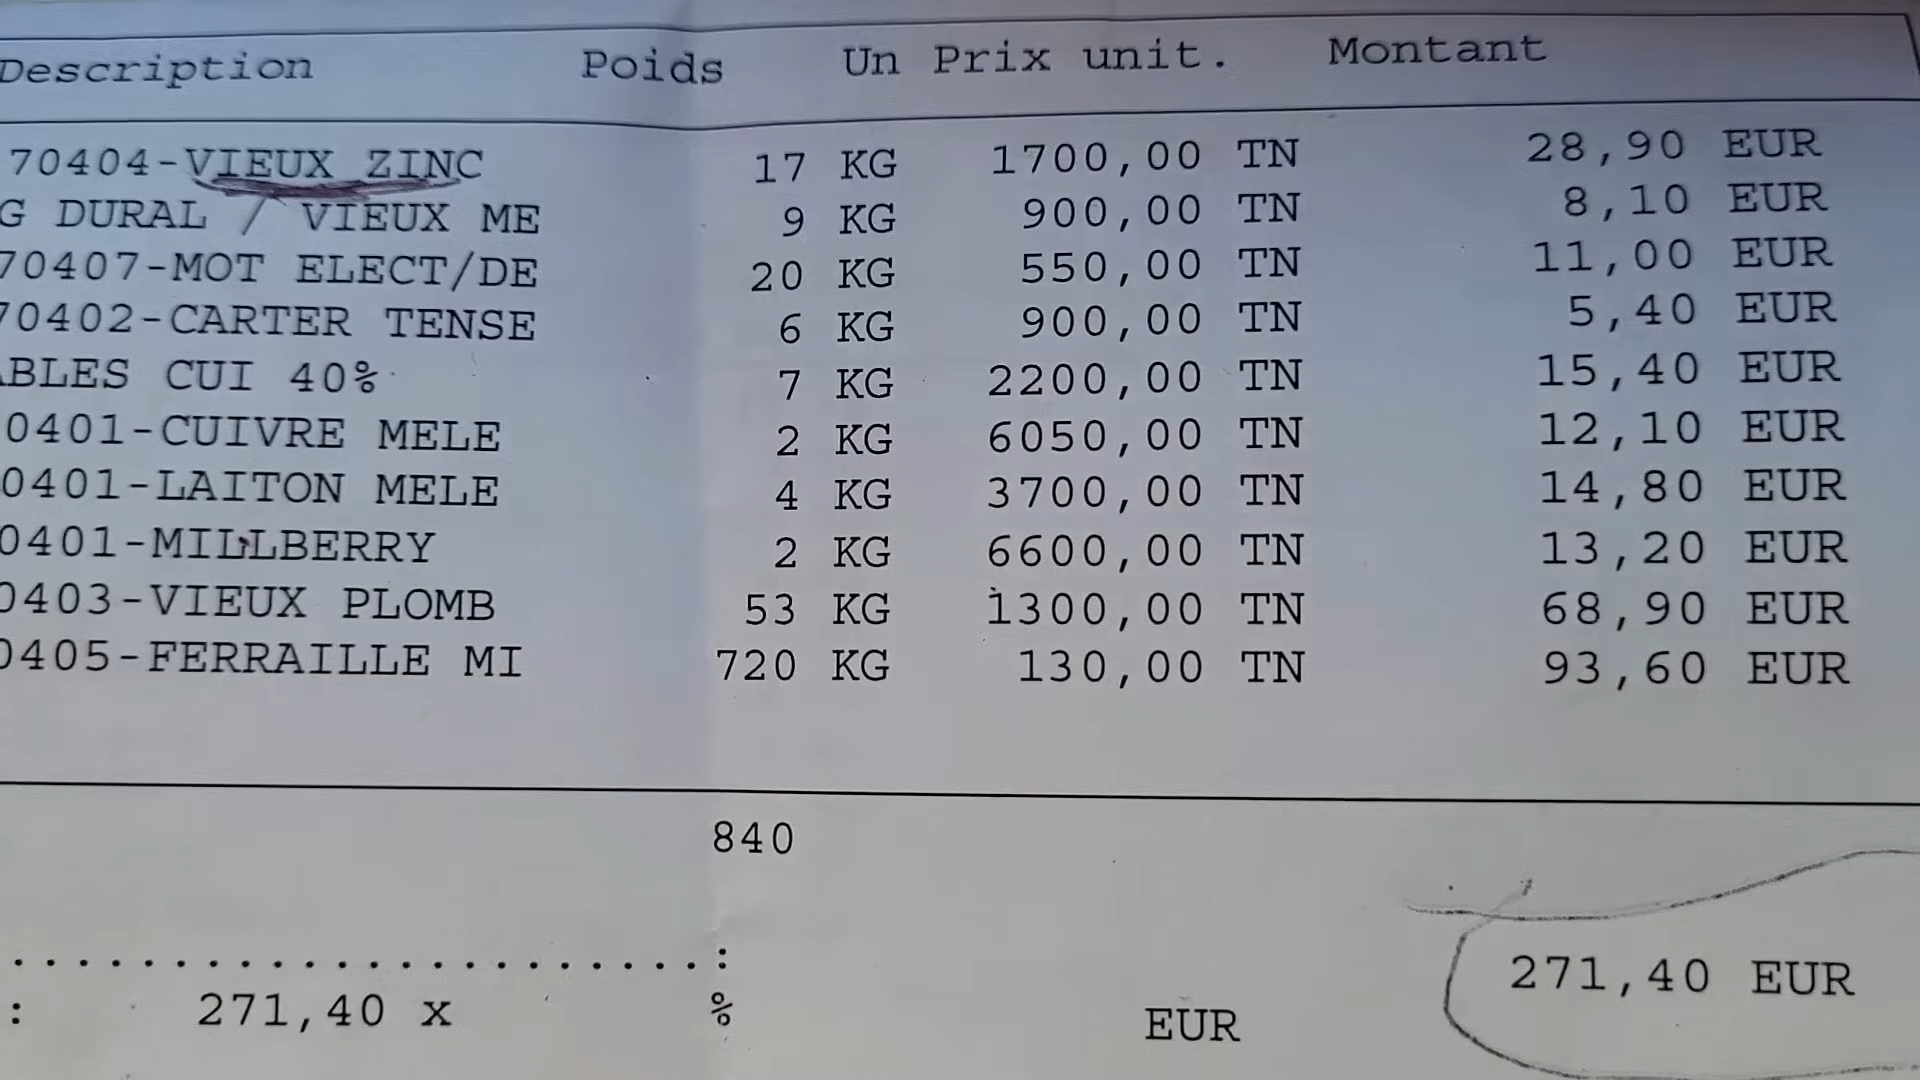 Description Poids Un Prix unit. Montant
70404-VIEUX ZINC 17 KG 1700,00 TN 28,90 EUR
G DURAL / VIEUX ME 9 KG 900,00 TN 8,10 EUR
70407-MOT ELECT/DE 20 KG 550,00 TN 11,00 EUR
70402-CARTER TENSE 6 KG 900,00 TN 5,40 EUR
ABLES CUI 40% 7 KG 2200,00 TN 15,40 EUR
0401-CUIVRE MELE 2 KG 6050,00 TN 12,10 EUR
0401-LAITON MELE 4 KG 3700,00 TN 14,80 EUR
0401-MILLBERRY 2 KG 6600,00 TN 13,20 EUR
0403-VIEUX PLOMB 53 KG 1300,00 TN 68,90 EUR
0405-FERRAILLE MI 720 KG 130,00 TN 93,60 EUR
840
......................:
271,40 EUR
: 271,40 x % EUR